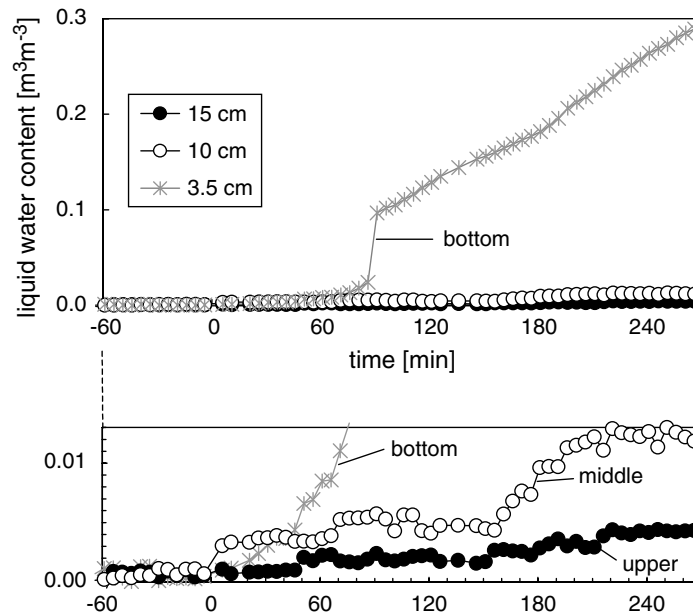 liquid water content [m³m⁻³]
0.3
0.2
0.1
0.0
15 cm
10 cm
3.5 cm
bottom
-60 0 60 120 180 240
time [min]
0.01
0.00
bottom
middle
upper
-60 0 60 120 180 240